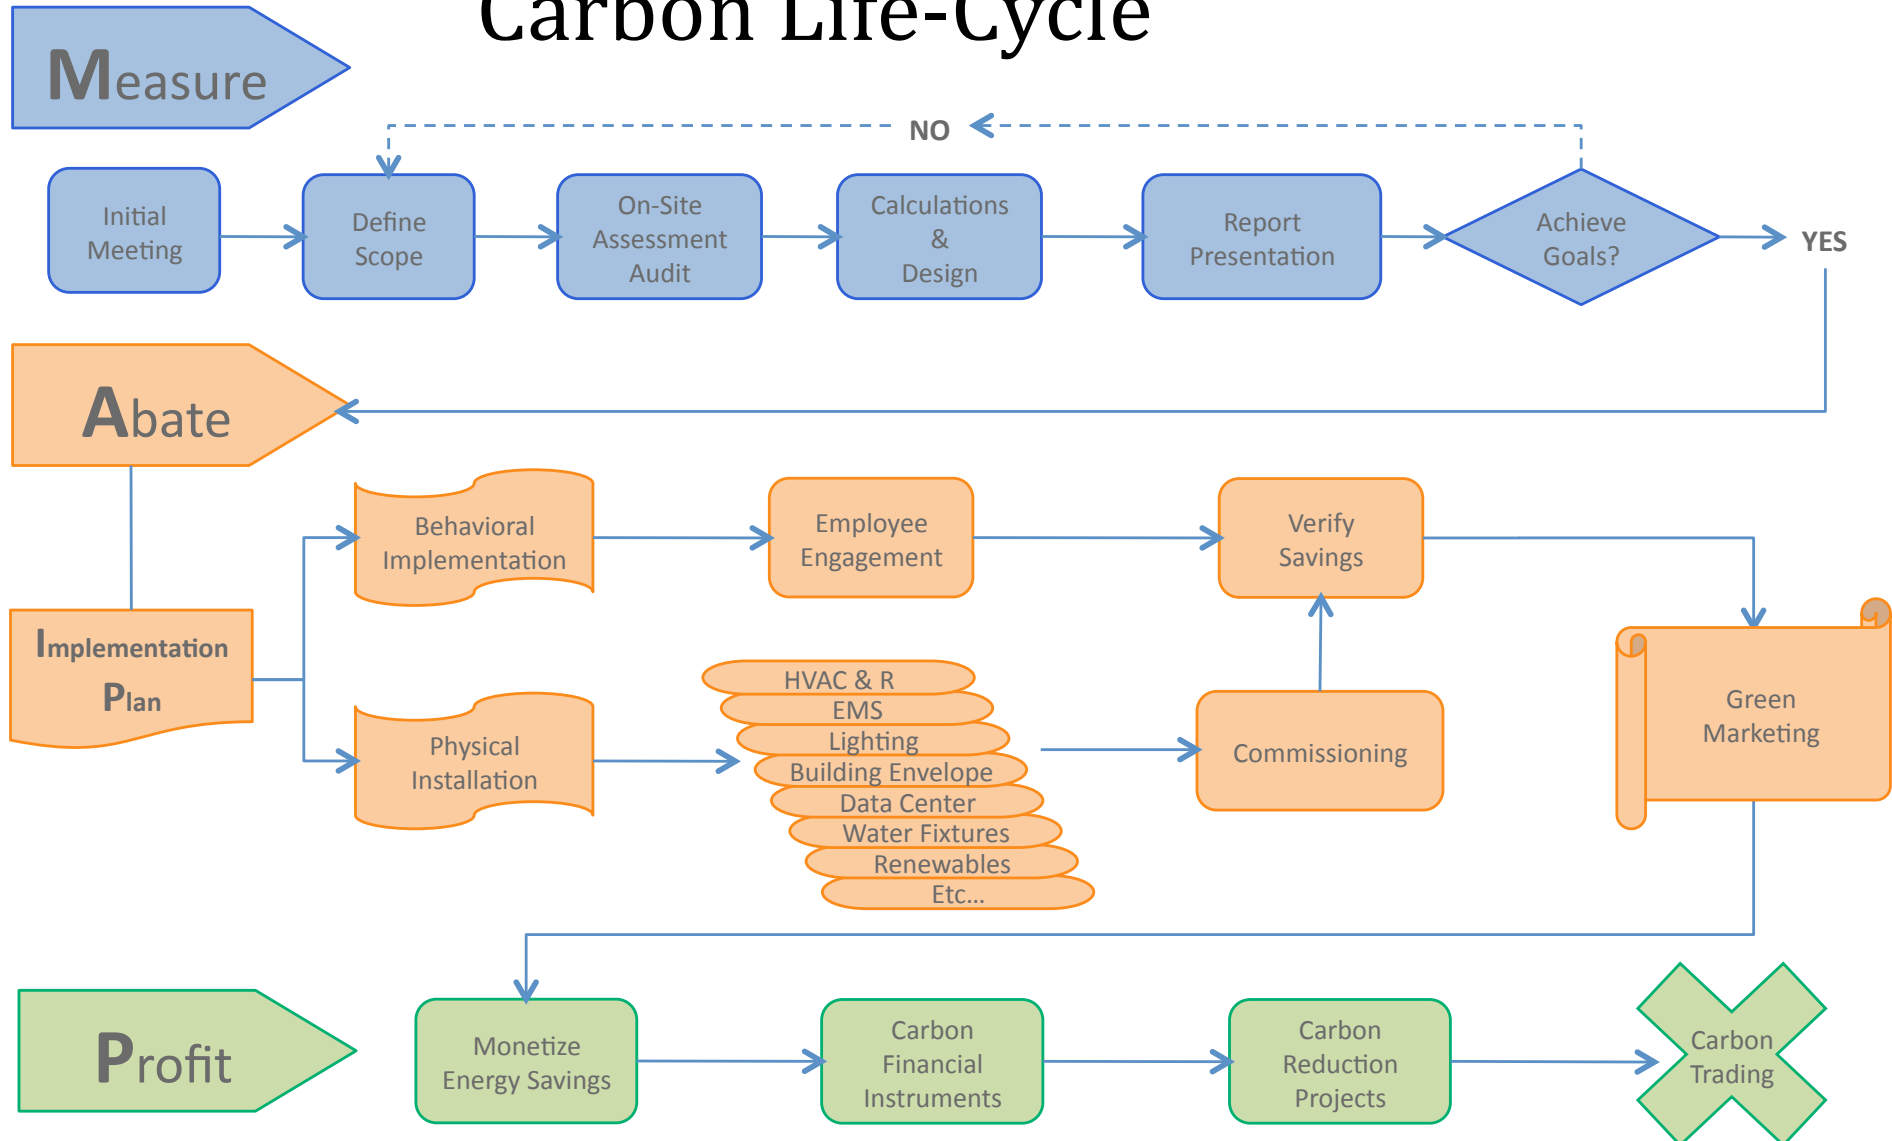 Carbon Life-Cycle
Measure
NO
Initial
Meeting
Define
Scope
On-Site
Assessment
Audit
Calculations
&
Design
Report
Presentation
Achieve
Goals?
YES
Abate
Implementation
Plan
Behavioral
Implementation
Employee
Engagement
Verify
Savings
Physical
Installation
HVAC & R
EMS
Lighting
Building Envelope
Data Center
Water Fixtures
Renewables
Etc...
Commissioning
Green
Marketing
Profit
Monetize
Energy Savings
Carbon
Financial
Instruments
Carbon
Reduction
Projects
Carbon
Trading